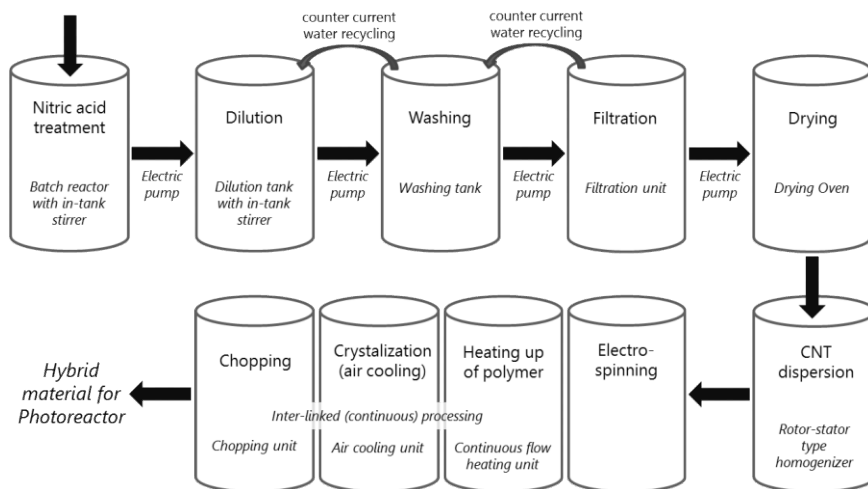 counter current
water recycling
counter current
water recycling
Nitric acid
treatment
Batch reactor
with in-tank
stirrer
Electric
pump
Dilution
Dilution tank
with in-tank
stirrer
Electric
pump
Washing
Washing tank
Electric
pump
Filtration
Filtration unit
Electric
pump
Drying
Drying Oven
Hybrid
material for
Photoreactor
Chopping
Chopping unit
Crystalization
(air cooling)
Air cooling unit
Heating up
of polymer
Continuous flow
heating unit
Inter-linked (continuous) processing
Electro-
spinning
CNT
dispersion
Rotor-stator
type
homogenizer